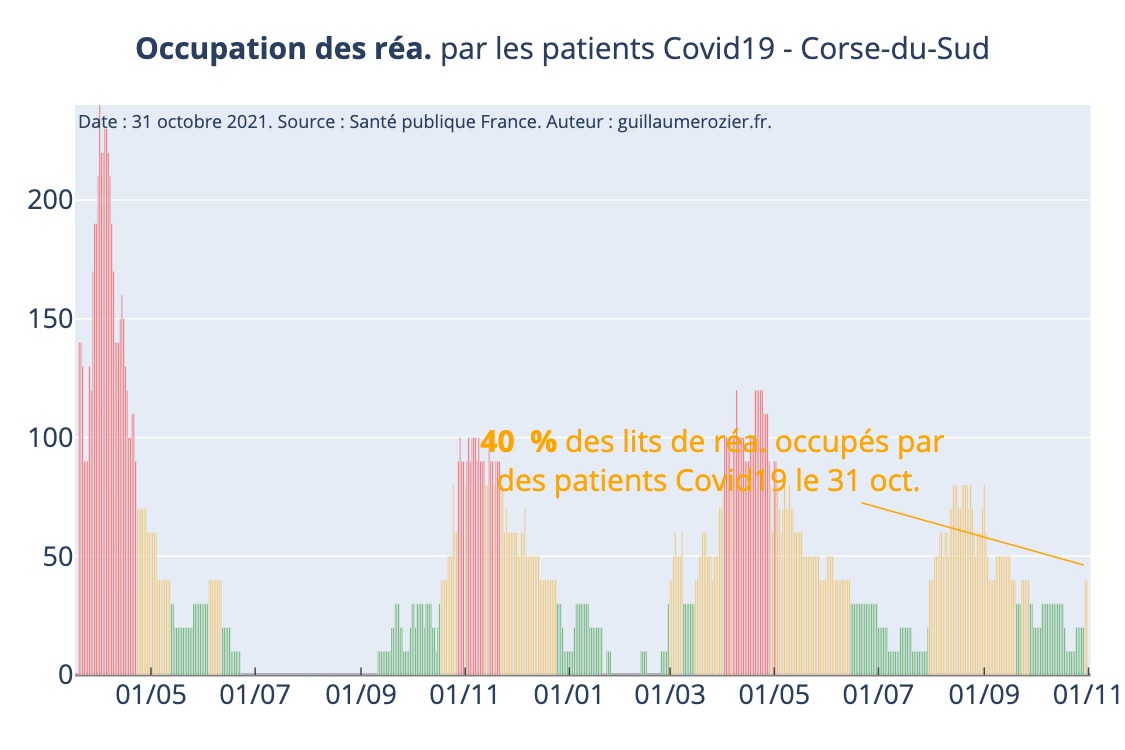 Occupation des réa. par les patients Covid19 - Corse-du-Sud
Date : 31 octobre 2021. Source : Santé publique France. Auteur : guillaumerozier.fr.
200
150
100
50
0
40 % des lits de réa. occupés par
des patients Covid19 le 31 oct.
01/05 01/07 01/09 01/11 01/01 01/03 01/05 01/07 01/09 01/11